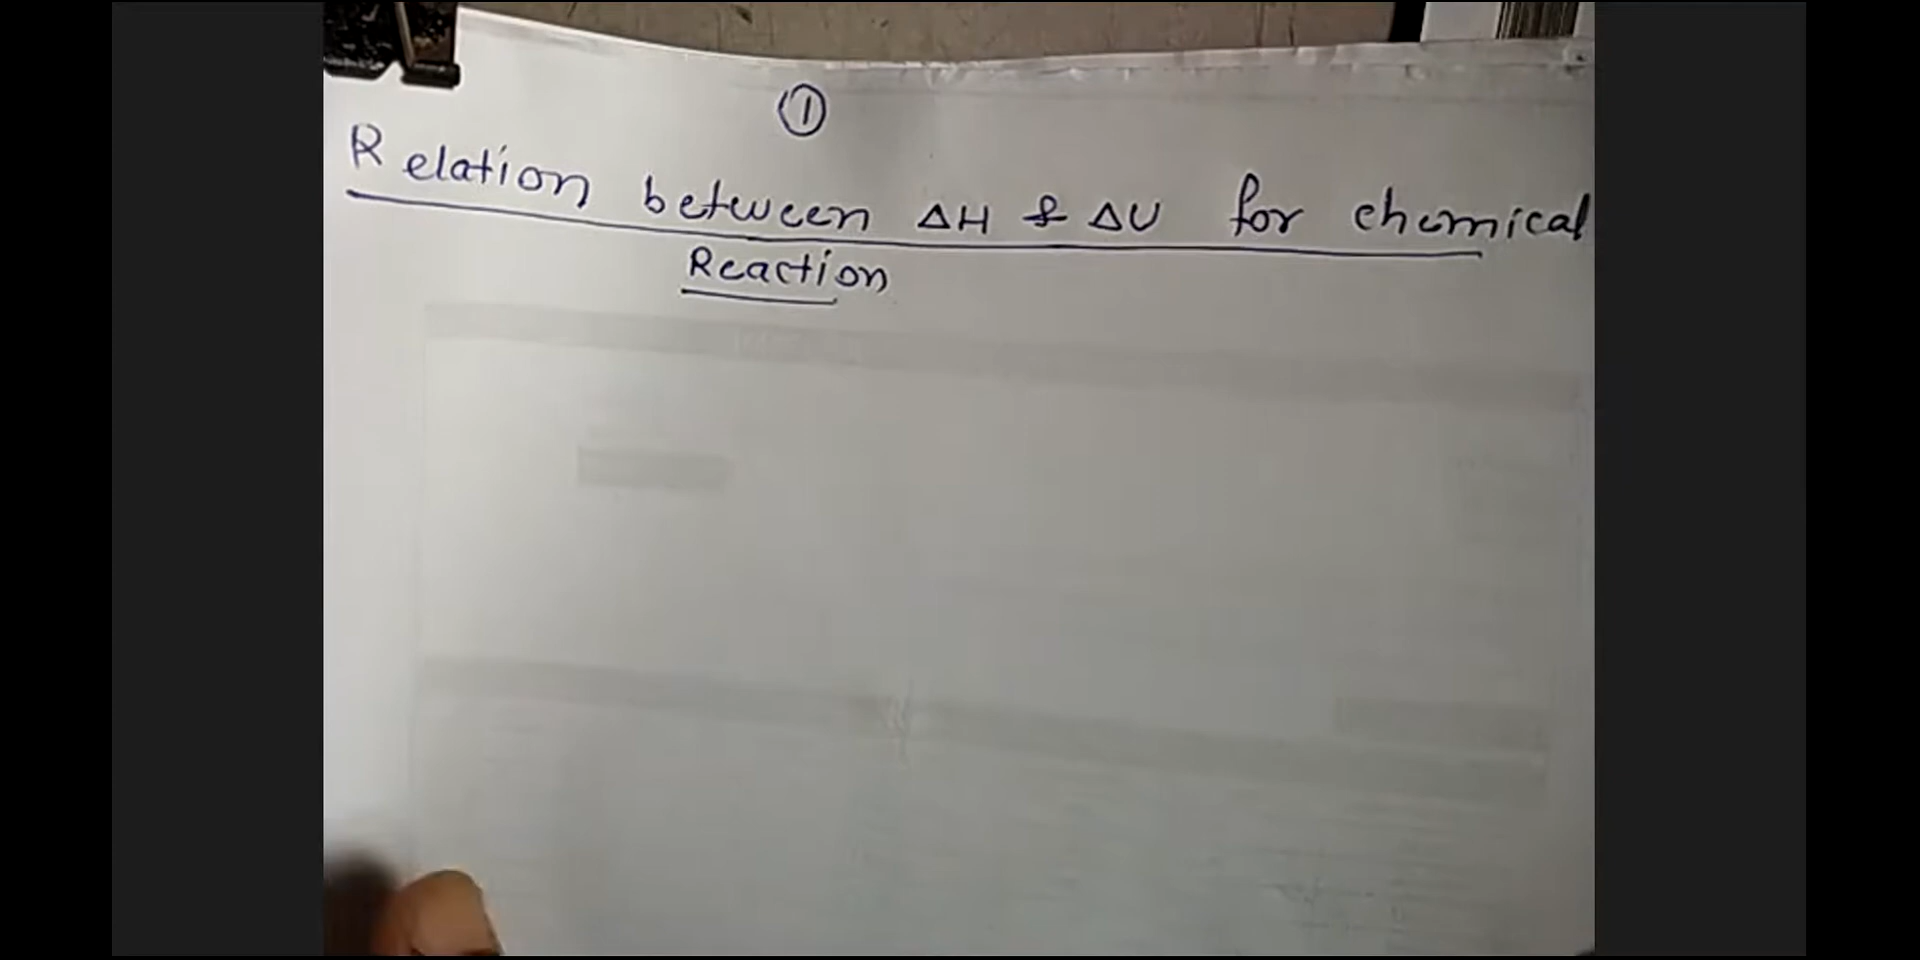 ①
Relation between ΔH & ΔU for chemical
Reaction